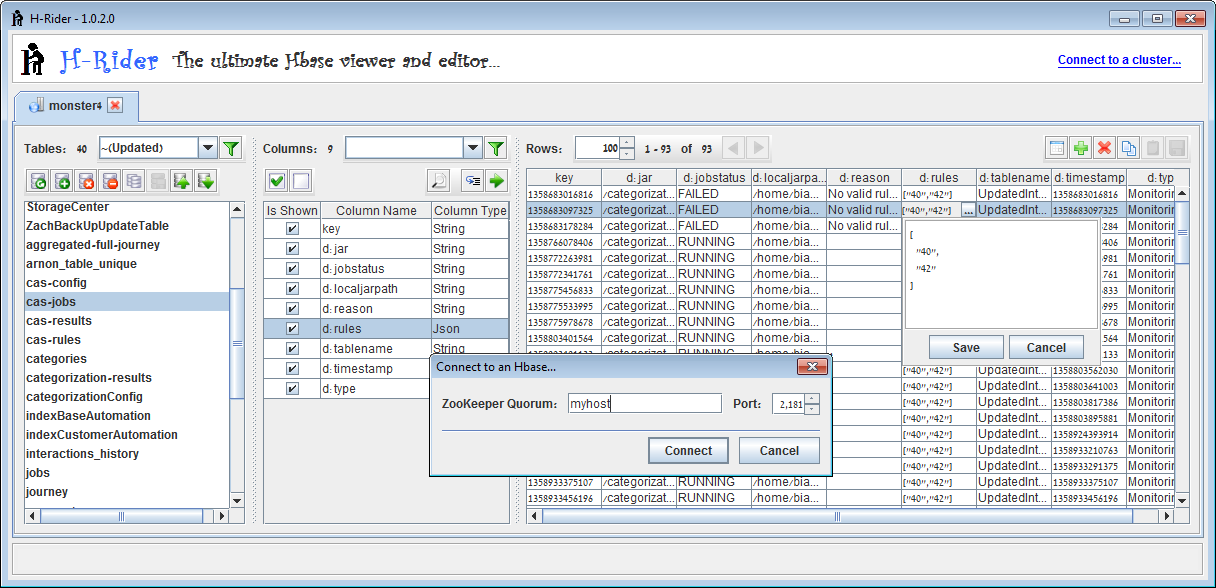 H-Rider - 1.0.2.0
H-Rider The ultimate Hbase viewer and editor...
Connect to a cluster...
monster4
Tables: 40 ~(Updated)
StorageCenter
ZachBackUpUpdateTable
aggregated-full-journey
arnon_table_unique
cas-config
cas-jobs
cas-results
cas-rules
categories
categorization-results
categorizationConfig
indexBaseAutomation
indexCustomerAutomation
interactions_history
jobs
journey
Columns: 9
Is Shown Column Name Column Type
key String
d:jar String
d:jobstatus String
d:localjarpath String
d:reason String
d:rules Json
d:tablename String
d:timestamp
d:type
Rows: 100 1 - 93 of 93
key d:jar d:jobstatus d:localjarpa... d:reason d:rules d:tablename d:timestamp d:typ
1358683016816 /categorizat... FAILED /home/bia... No valid rul... ["40","42"] UpdatedInt... 1358683016816 Monitorin
1358683097325 /categorizat... FAILED /home/bia... No valid rul... ["40","42"] ... UpdatedInt... 1358683097325 Monitorin
1358683178284 /categorizat... FAILED /home/bia... No valid rul... 284 Monitorin
1358766078406 /categorizat... RUNNING /home/bia... 406 Monitorin
1358772263981 /categorizat... RUNNING /home/bia... 981 Monitorin
1358772341761 /categorizat... RUNNING /home/bia... 761 Monitorin
1358775456833 /categorizat... RUNNING /home/bia... 833 Monitorin
1358775533995 /categorizat... RUNNING /home/bia... 995 Monitorin
1358775978678 /categorizat... RUNNING /home/bia... 678 Monitorin
1358803401564 /categorizat... RUNNING /home/bia... 564 Monitorin
133 Monitorin
["40","42"] UpdatedInt... 1358803562030 Monitorin
["40","42"] UpdatedInt... 1358803641003 Monitorin
["40","42"] UpdatedInt... 1358803817386 Monitorin
["40","42"] UpdatedInt... 1358803895881 Monitorin
["40","42"] UpdatedInt... 1358924393914 Monitorin
["40","42"] UpdatedInt... 1358933210763 Monitorin
["40","42"] UpdatedInt... 1358933291375 Monitorin
1358933375107 /categorizat... RUNNING /home/bia... ["40","42"] UpdatedInt... 1358933375107 Monitorin
1358933456196 /categorizat... RUNNING /home/bia... ["40","42"] UpdatedInt... 1358933456196 Monitorin
[
"40",
"42"
]
Save Cancel
Connect to an Hbase...
ZooKeeper Quorum: myhost Port: 2,181
Connect Cancel